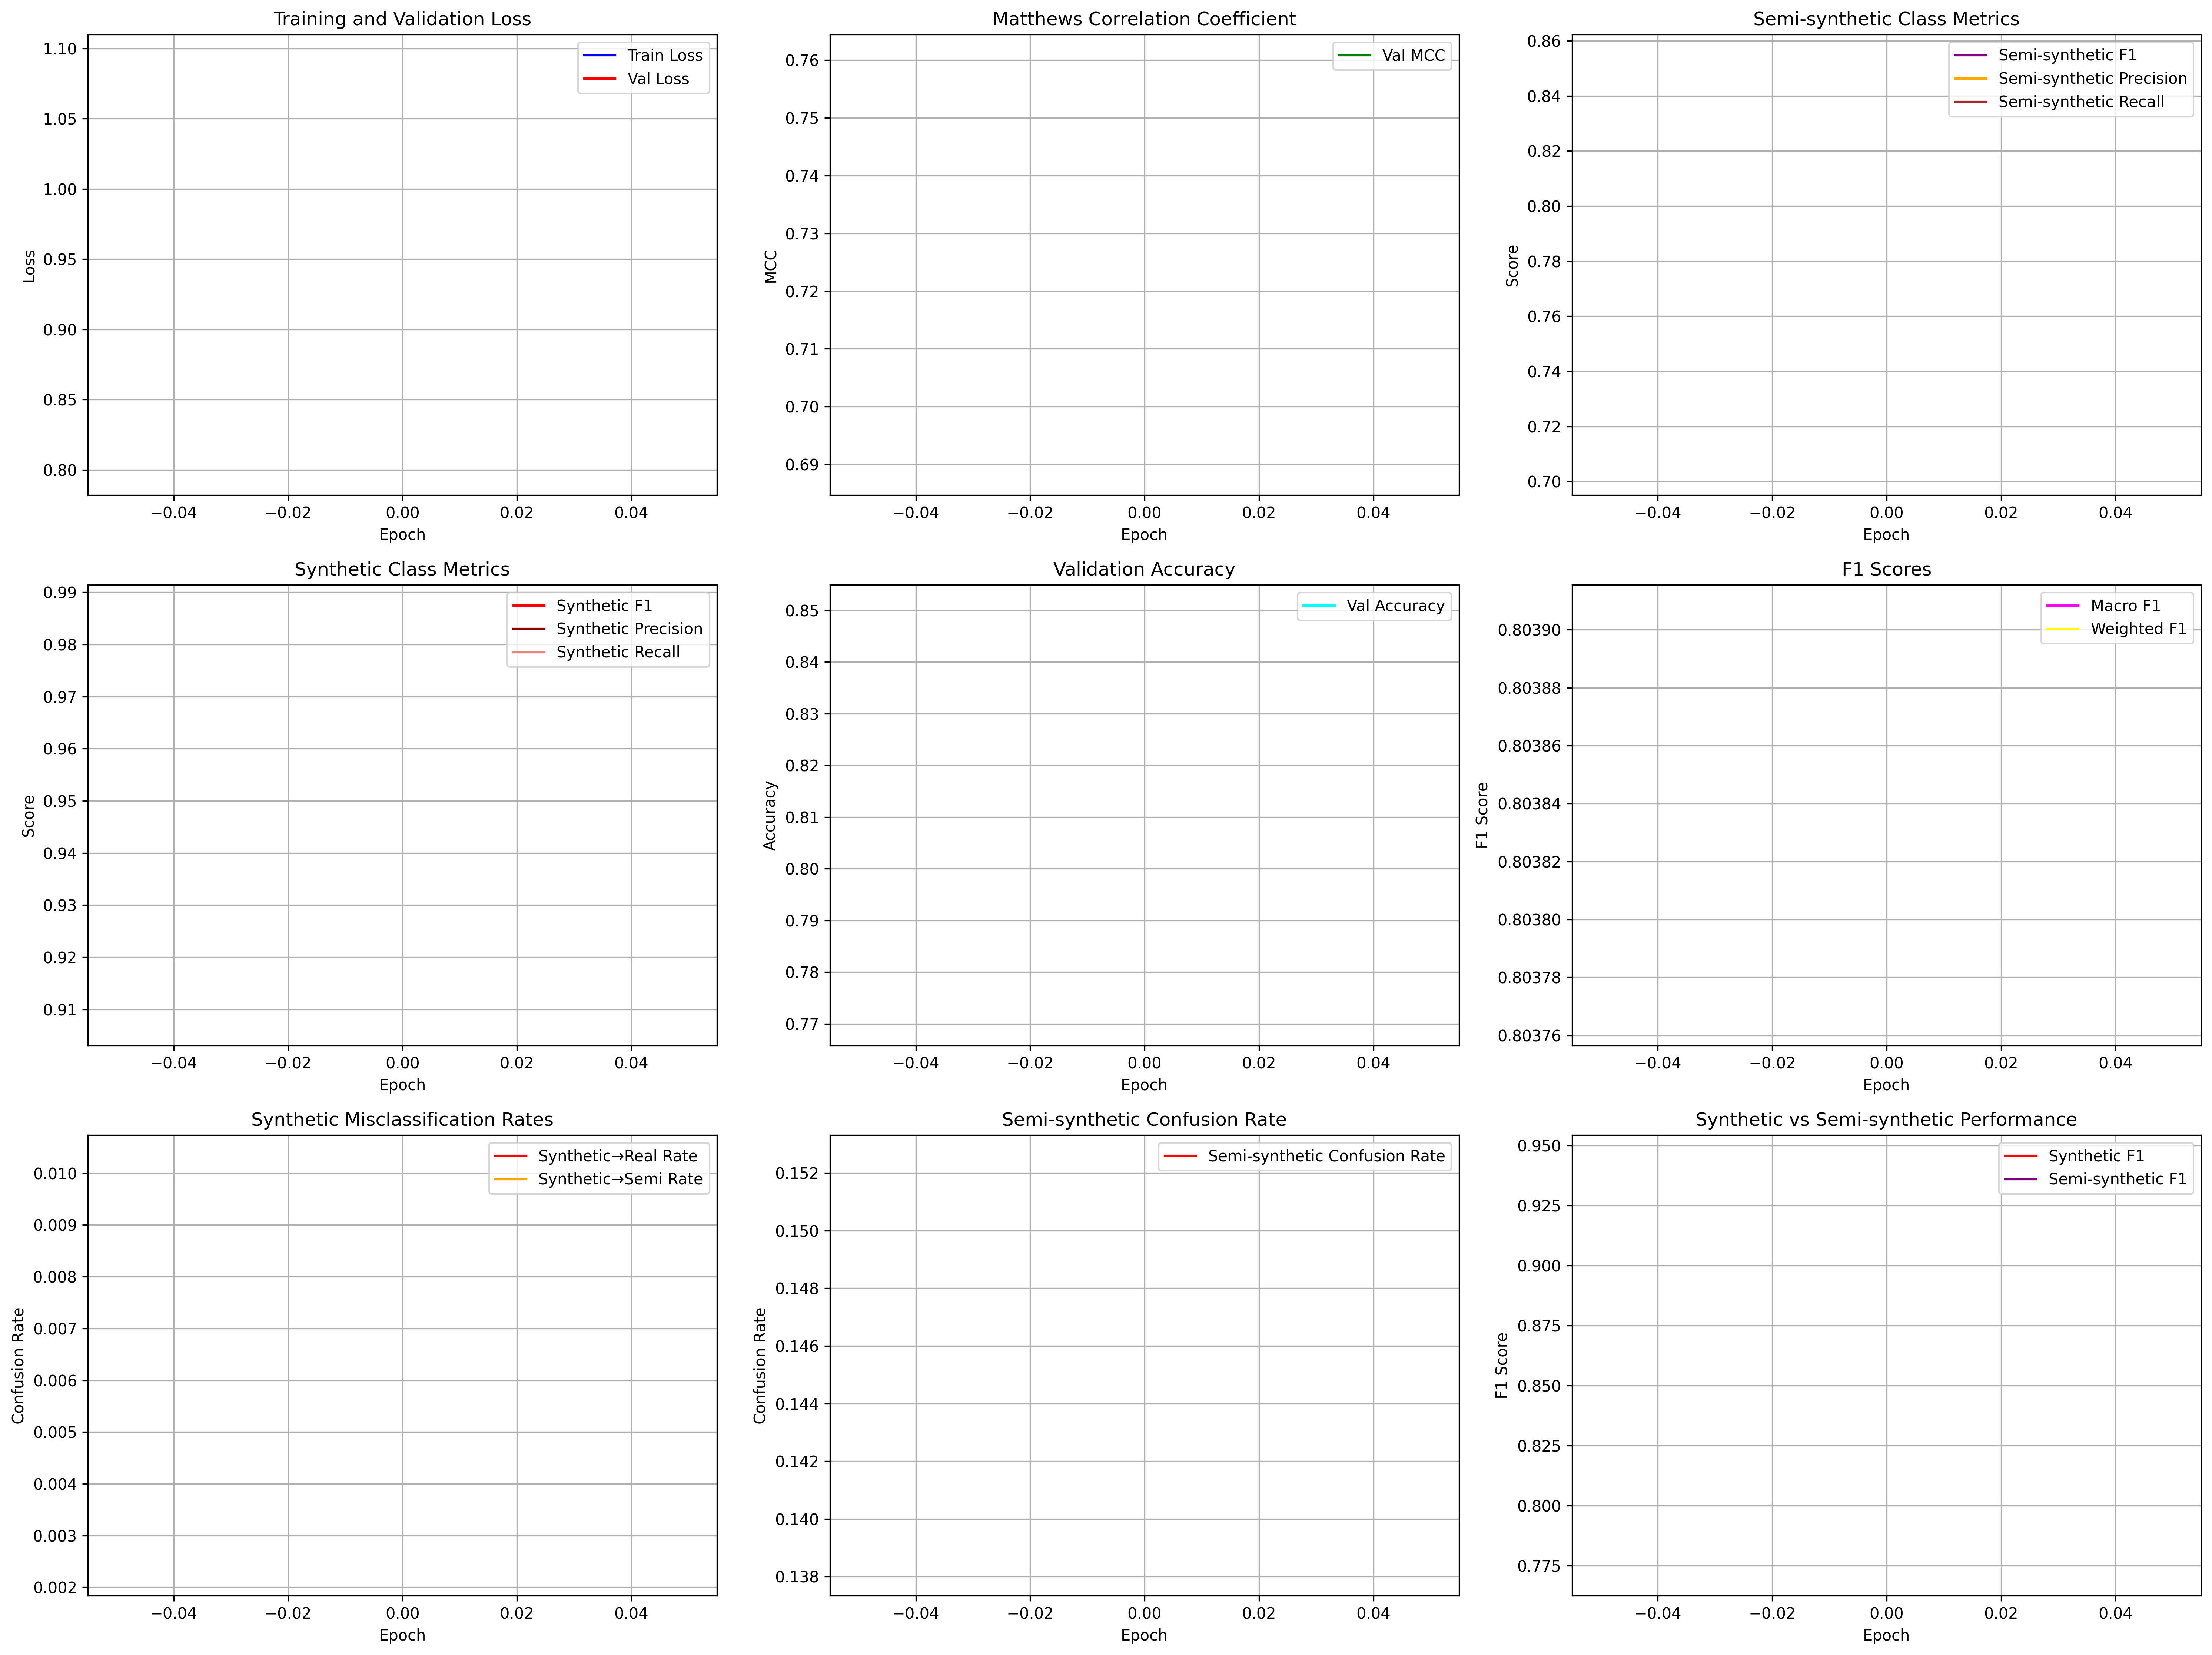 Training and Validation Loss
Train Loss
Val Loss
1.10
1.05
1.00
0.95
0.90
0.85
0.80
Loss
−0.04 −0.02 0.00 0.02 0.04
Epoch
Matthews Correlation Coefficient
Val MCC
0.76
0.75
0.74
0.73
0.72
0.71
0.70
0.69
MCC
−0.04 −0.02 0.00 0.02 0.04
Epoch
Semi-synthetic Class Metrics
Semi-synthetic F1
Semi-synthetic Precision
Semi-synthetic Recall
0.86
0.84
0.82
0.80
0.78
0.76
0.74
0.72
0.70
Score
−0.04 −0.02 0.00 0.02 0.04
Epoch
Synthetic Class Metrics
Synthetic F1
Synthetic Precision
Synthetic Recall
0.99
0.98
0.97
0.96
0.95
0.94
0.93
0.92
0.91
Score
−0.04 −0.02 0.00 0.02 0.04
Epoch
Validation Accuracy
Val Accuracy
0.85
0.84
0.83
0.82
0.81
0.80
0.79
0.78
0.77
Accuracy
−0.04 −0.02 0.00 0.02 0.04
Epoch
F1 Scores
Macro F1
Weighted F1
0.80390
0.80388
0.80386
0.80384
0.80382
0.80380
0.80378
0.80376
F1 Score
−0.04 −0.02 0.00 0.02 0.04
Epoch
Synthetic Misclassification Rates
Synthetic→Real Rate
Synthetic→Semi Rate
0.010
0.009
0.008
0.007
0.006
0.005
0.004
0.003
0.002
Confusion Rate
−0.04 −0.02 0.00 0.02 0.04
Epoch
Semi-synthetic Confusion Rate
Semi-synthetic Confusion Rate
0.152
0.150
0.148
0.146
0.144
0.142
0.140
0.138
Confusion Rate
−0.04 −0.02 0.00 0.02 0.04
Epoch
Synthetic vs Semi-synthetic Performance
Synthetic F1
Semi-synthetic F1
0.950
0.925
0.900
0.875
0.850
0.825
0.800
0.775
F1 Score
−0.04 −0.02 0.00 0.02 0.04
Epoch